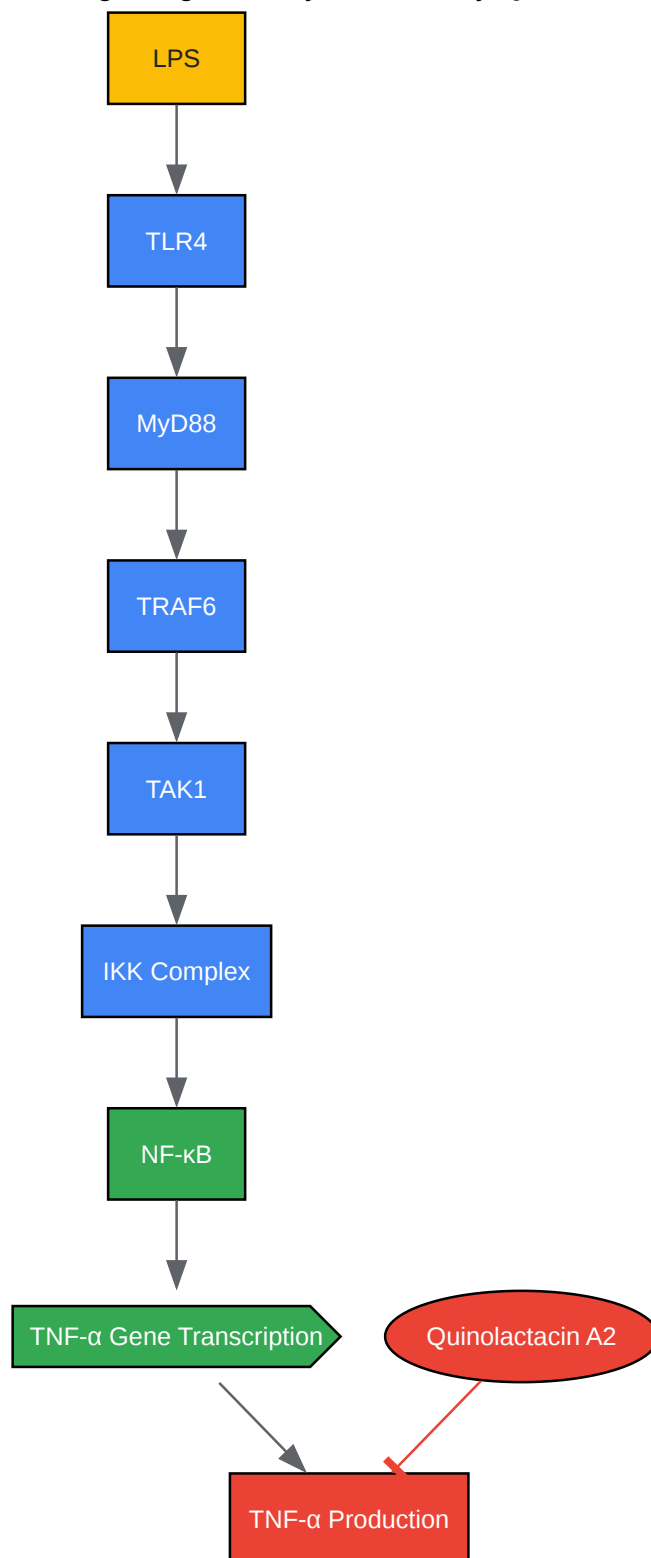 LPS
TLR4
MyD88
TRAF6
TAK1
IKK Complex
NF-κB
TNF-α Gene Transcription
Quinolactacin A2
TNF-α Production